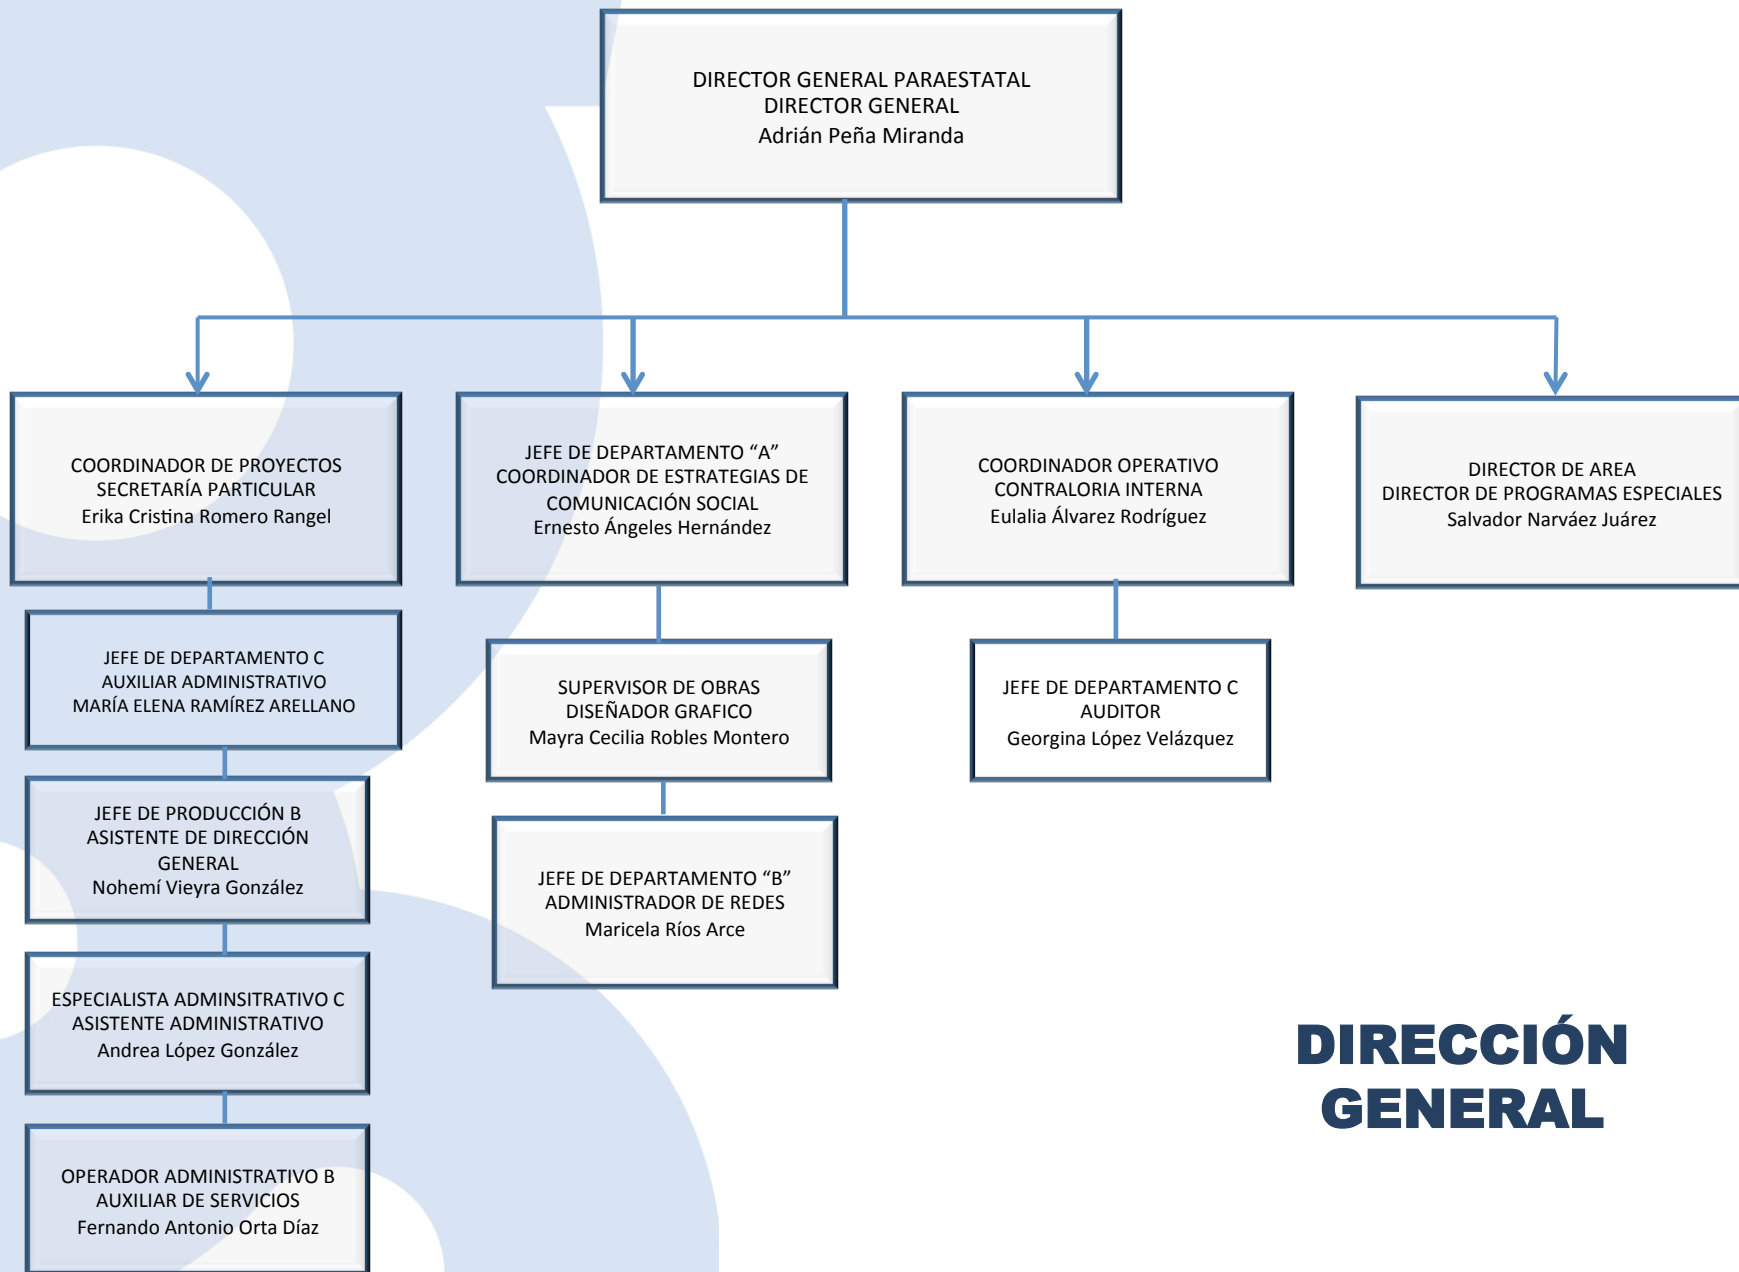 DIRECTOR GENERAL PARAESTATAL
DIRECTOR GENERAL
Adrián Peña Miranda
COORDINADOR DE PROYECTOS
SECRETARÍA PARTICULAR
Erika Cristina Romero Rangel
JEFE DE DEPARTAMENTO “A”
COORDINADOR DE ESTRATEGIAS DE
COMUNICACIÓN SOCIAL
Ernesto Ángeles Hernández
COORDINADOR OPERATIVO
CONTRALORIA INTERNA
Eulalia Álvarez Rodríguez
DIRECTOR DE AREA
DIRECTOR DE PROGRAMAS ESPECIALES
Salvador Narváez Juárez
JEFE DE DEPARTAMENTO C
AUXILIAR ADMINISTRATIVO
MARÍA ELENA RAMÍREZ ARELLANO
SUPERVISOR DE OBRAS
DISEÑADOR GRAFICO
Mayra Cecilia Robles Montero
JEFE DE DEPARTAMENTO C
AUDITOR
Georgina López Velázquez
JEFE DE PRODUCCIÓN B
ASISTENTE DE DIRECCIÓN
GENERAL
Nohemí Vieyra González
JEFE DE DEPARTAMENTO “B”
ADMINISTRADOR DE REDES
Maricela Ríos Arce
ESPECIALISTA ADMINSITRATIVO C
ASISTENTE ADMINISTRATIVO
Andrea López González
OPERADOR ADMINISTRATIVO B
AUXILIAR DE SERVICIOS
Fernando Antonio Orta Díaz
DIRECCIÓN
GENERAL